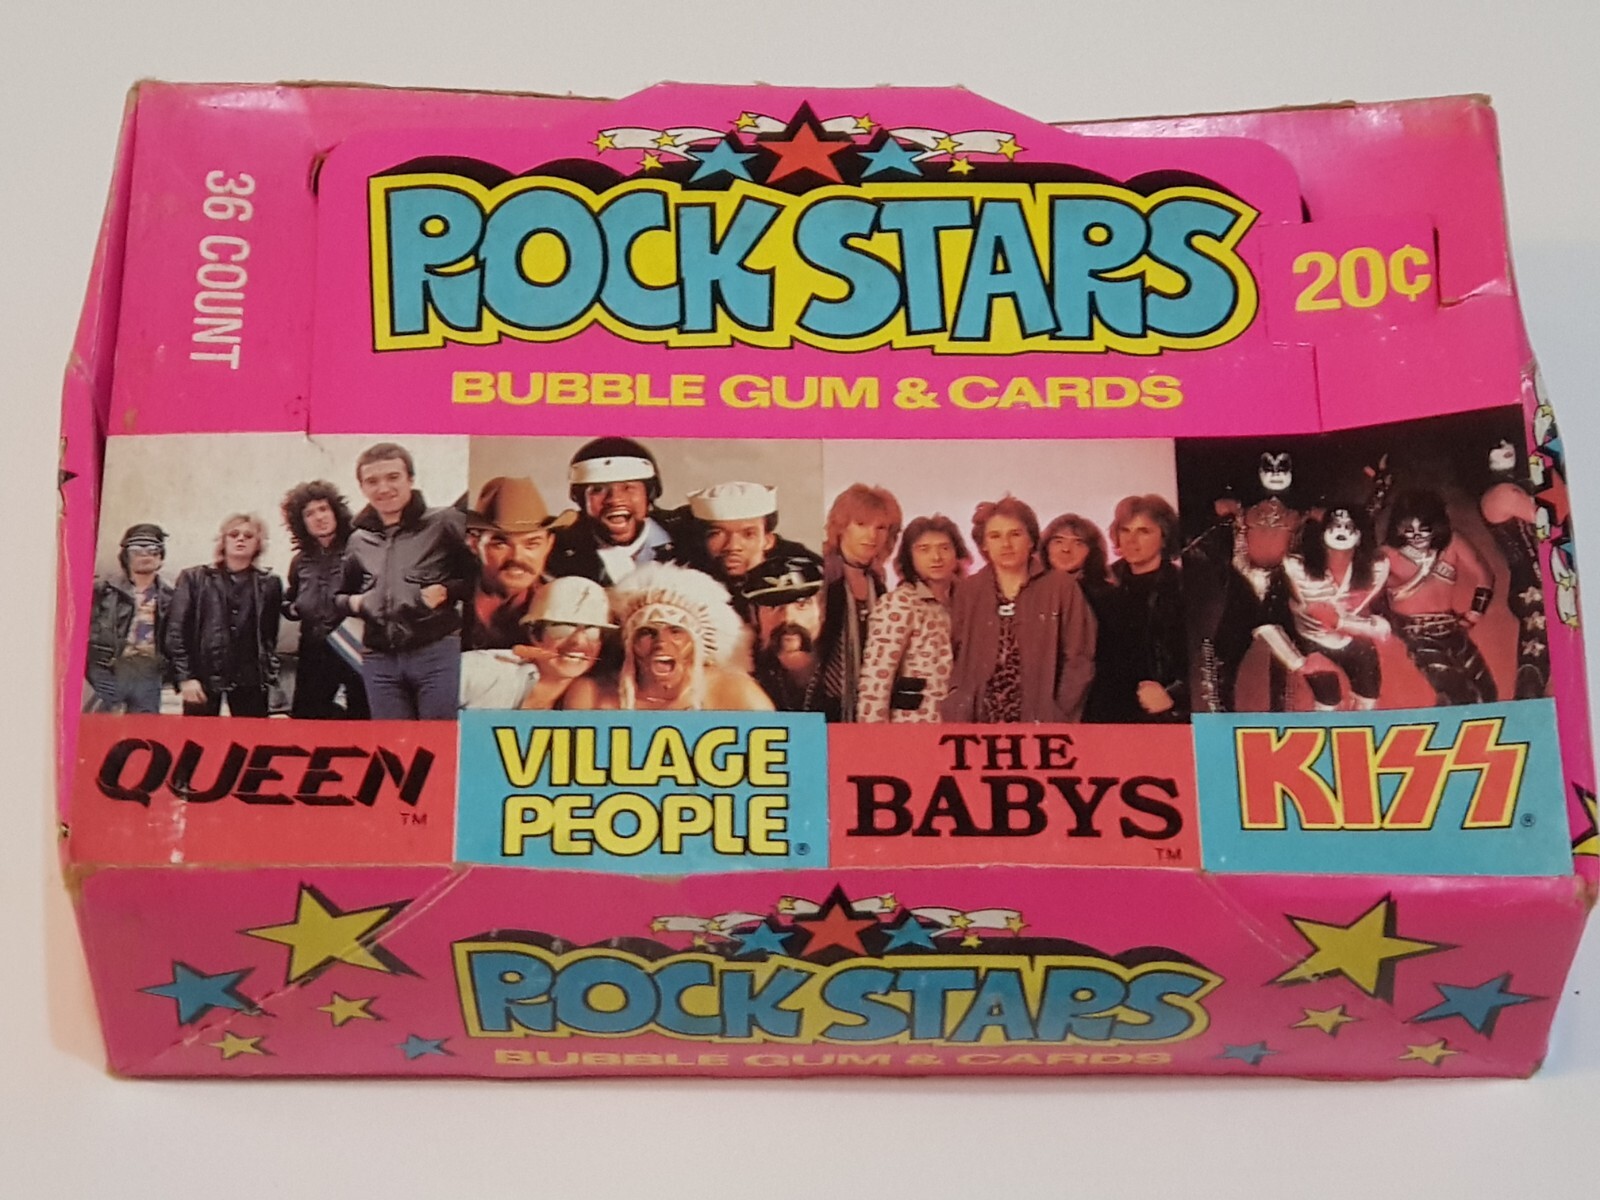 36 COUNT
ROCK STARS
20¢
BUBBLE GUM & CARDS
QUEEN
TM
VILLAGE
PEOPLE®
THE
BABYS
TM
KISS®
ROCK STARS
BUBBLE GUM & CARDS